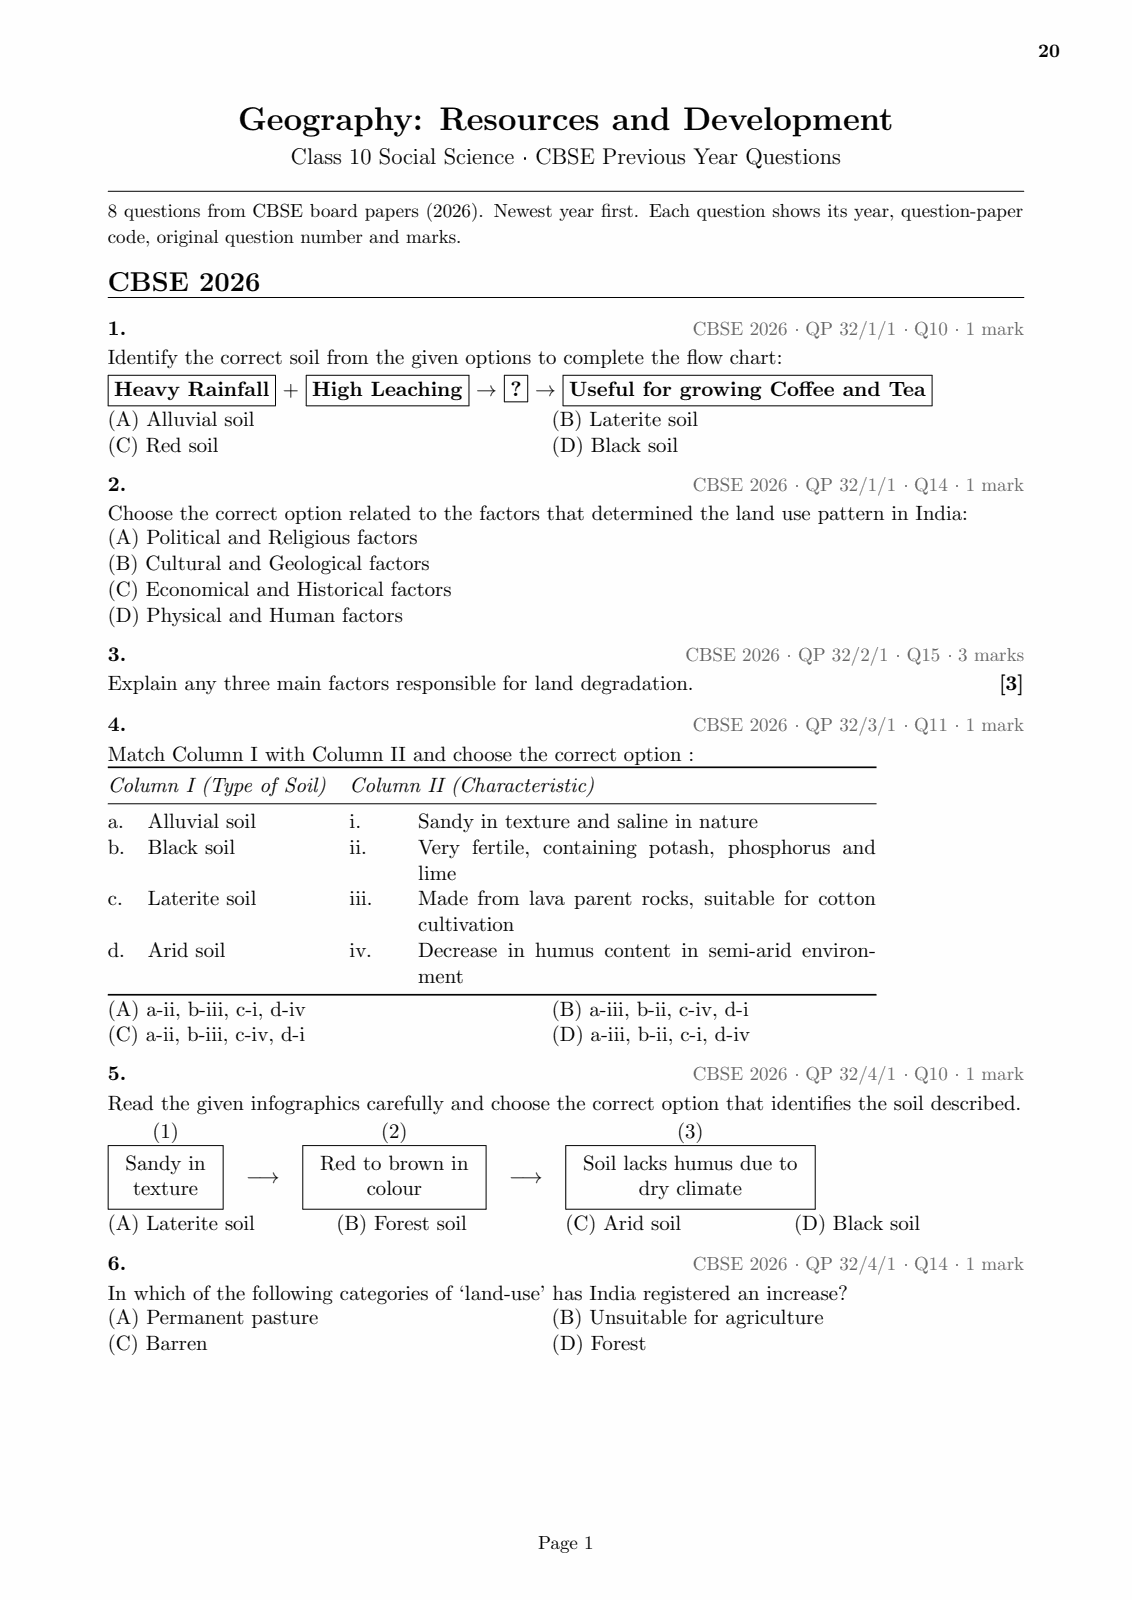 20
Geography: Resources and Development
Class 10 Social Science · CBSE Previous Year Questions
8 questions from CBSE board papers (2026). Newest year first. Each question shows its year, question-paper
code, original question number and marks.
CBSE 2026
1. CBSE 2026 · QP 32/1/1 · Q10 · 1 mark
Identify the correct soil from the given options to complete the flow chart:
Heavy Rainfall + High Leaching → ? → Useful for growing Coffee and Tea
(A) Alluvial soil (B) Laterite soil
(C) Red soil (D) Black soil
2. CBSE 2026 · QP 32/1/1 · Q14 · 1 mark
Choose the correct option related to the factors that determined the land use pattern in India:
(A) Political and Religious factors
(B) Cultural and Geological factors
(C) Economical and Historical factors
(D) Physical and Human factors
3. CBSE 2026 · QP 32/2/1 · Q15 · 3 marks
Explain any three main factors responsible for land degradation. [3]
4. CBSE 2026 · QP 32/3/1 · Q11 · 1 mark
Match Column I with Column II and choose the correct option :
Column I (Type of Soil) Column II (Characteristic)
a. Alluvial soil i. Sandy in texture and saline in nature
b. Black soil ii. Very fertile, containing potash, phosphorus and
lime
c. Laterite soil iii. Made from lava parent rocks, suitable for cotton
cultivation
d. Arid soil iv. Decrease in humus content in semi-arid environ-
ment
(A) a-ii, b-iii, c-i, d-iv (B) a-iii, b-ii, c-iv, d-i
(C) a-ii, b-iii, c-iv, d-i (D) a-iii, b-ii, c-i, d-iv
5. CBSE 2026 · QP 32/4/1 · Q10 · 1 mark
Read the given infographics carefully and choose the correct option that identifies the soil described.
(1) (2) (3)
Sandy in → Red to brown in → Soil lacks humus due to
texture colour dry climate
(A) Laterite soil (B) Forest soil (C) Arid soil (D) Black soil
6. CBSE 2026 · QP 32/4/1 · Q14 · 1 mark
In which of the following categories of ‘land-use’ has India registered an increase?
(A) Permanent pasture (B) Unsuitable for agriculture
(C) Barren (D) Forest
Page 1